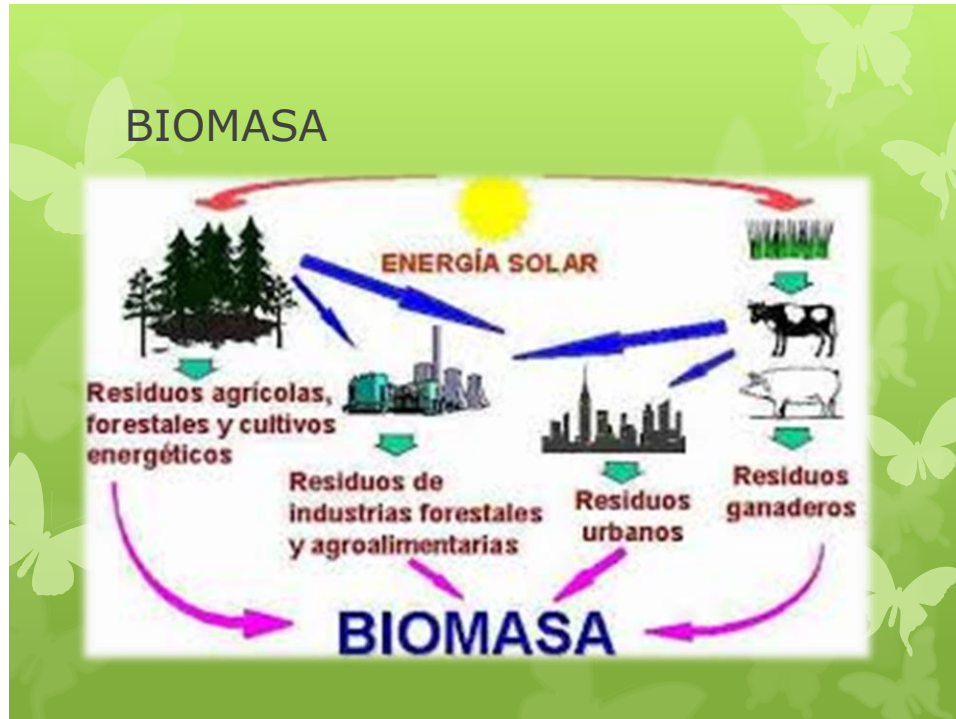 BIOMASA
ENERGÍA SOLAR
Residuos agrícolas,
forestales y cultivos
energéticos
Residuos de
industrias forestales
y agroalimentarias
Residuos
urbanos
Residuos
ganaderos
BIOMASA